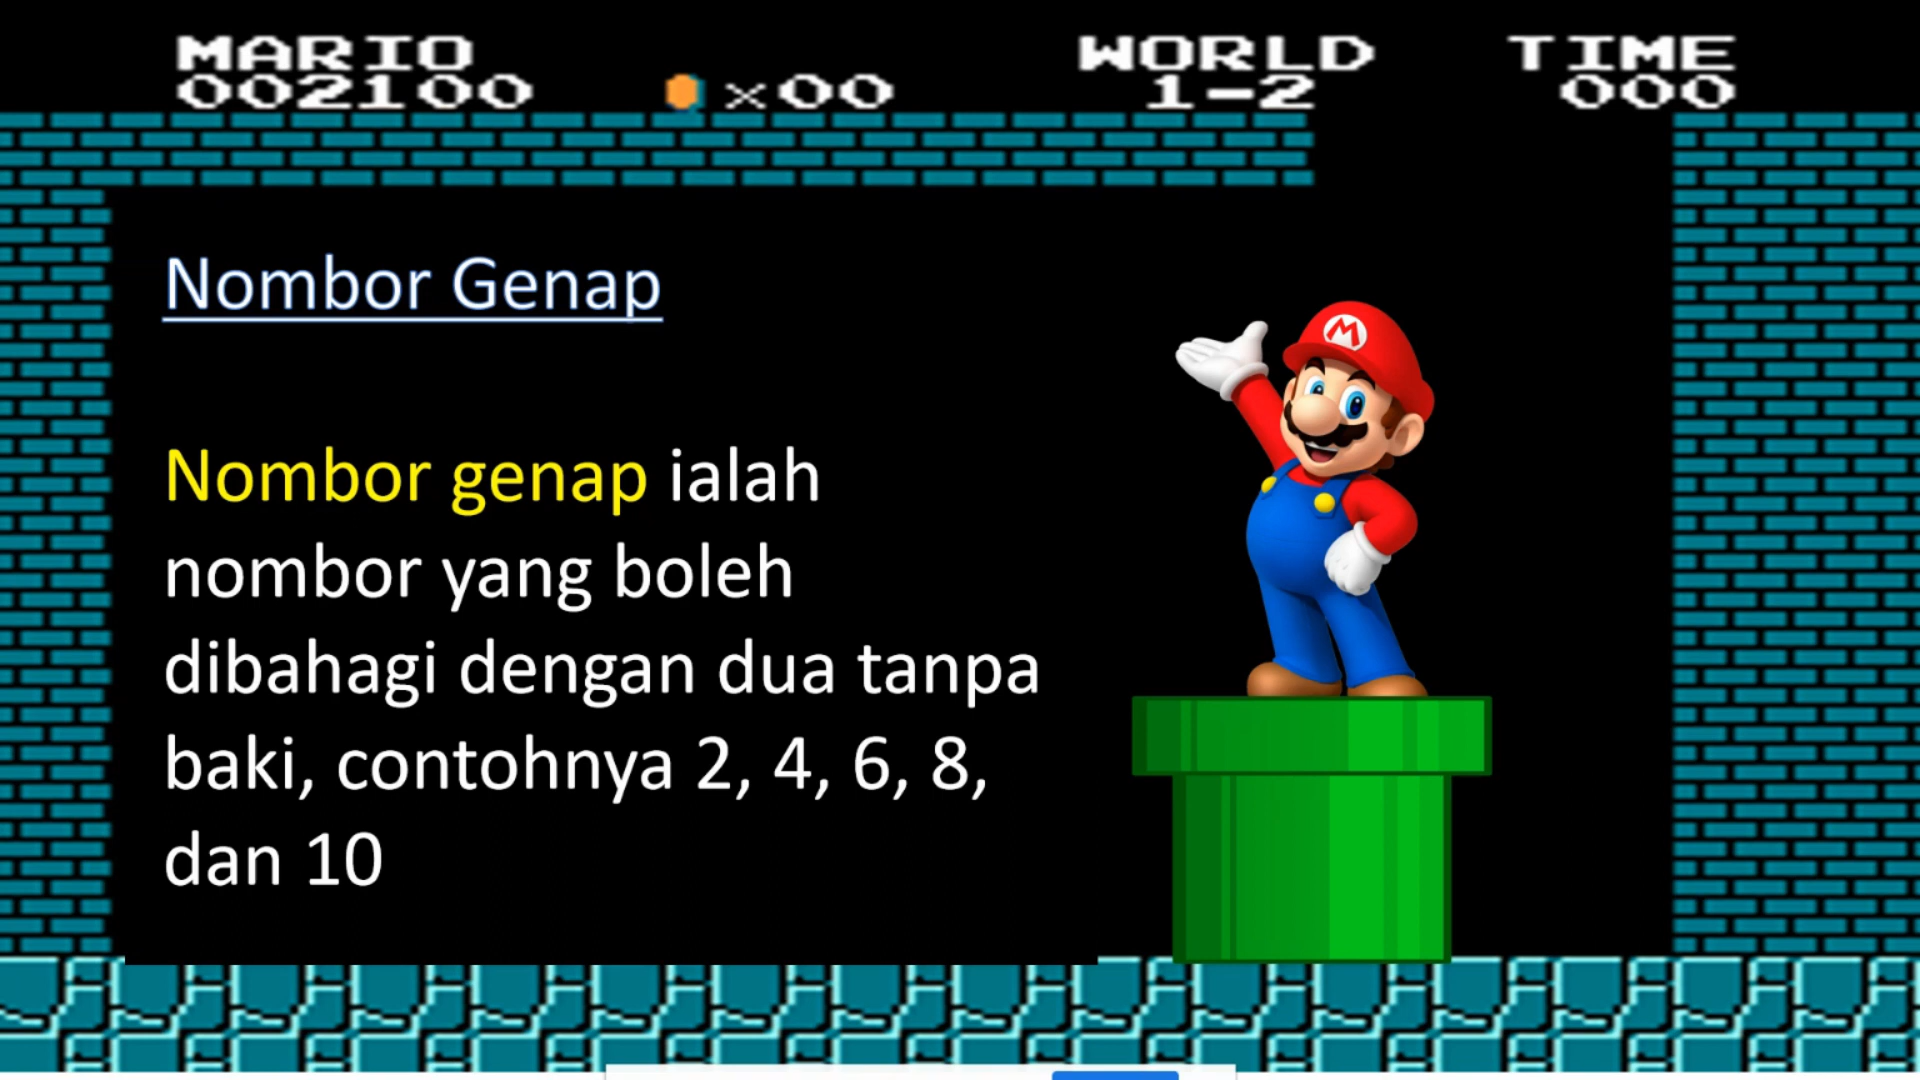 MARIO WORLD TIME
002100 x00 1-2 000
Nombor Genap
M
Nombor genap ialah
nombor yang boleh
dibahagi dengan dua tanpa
baki, contohnya 2, 4, 6, 8,
dan 10